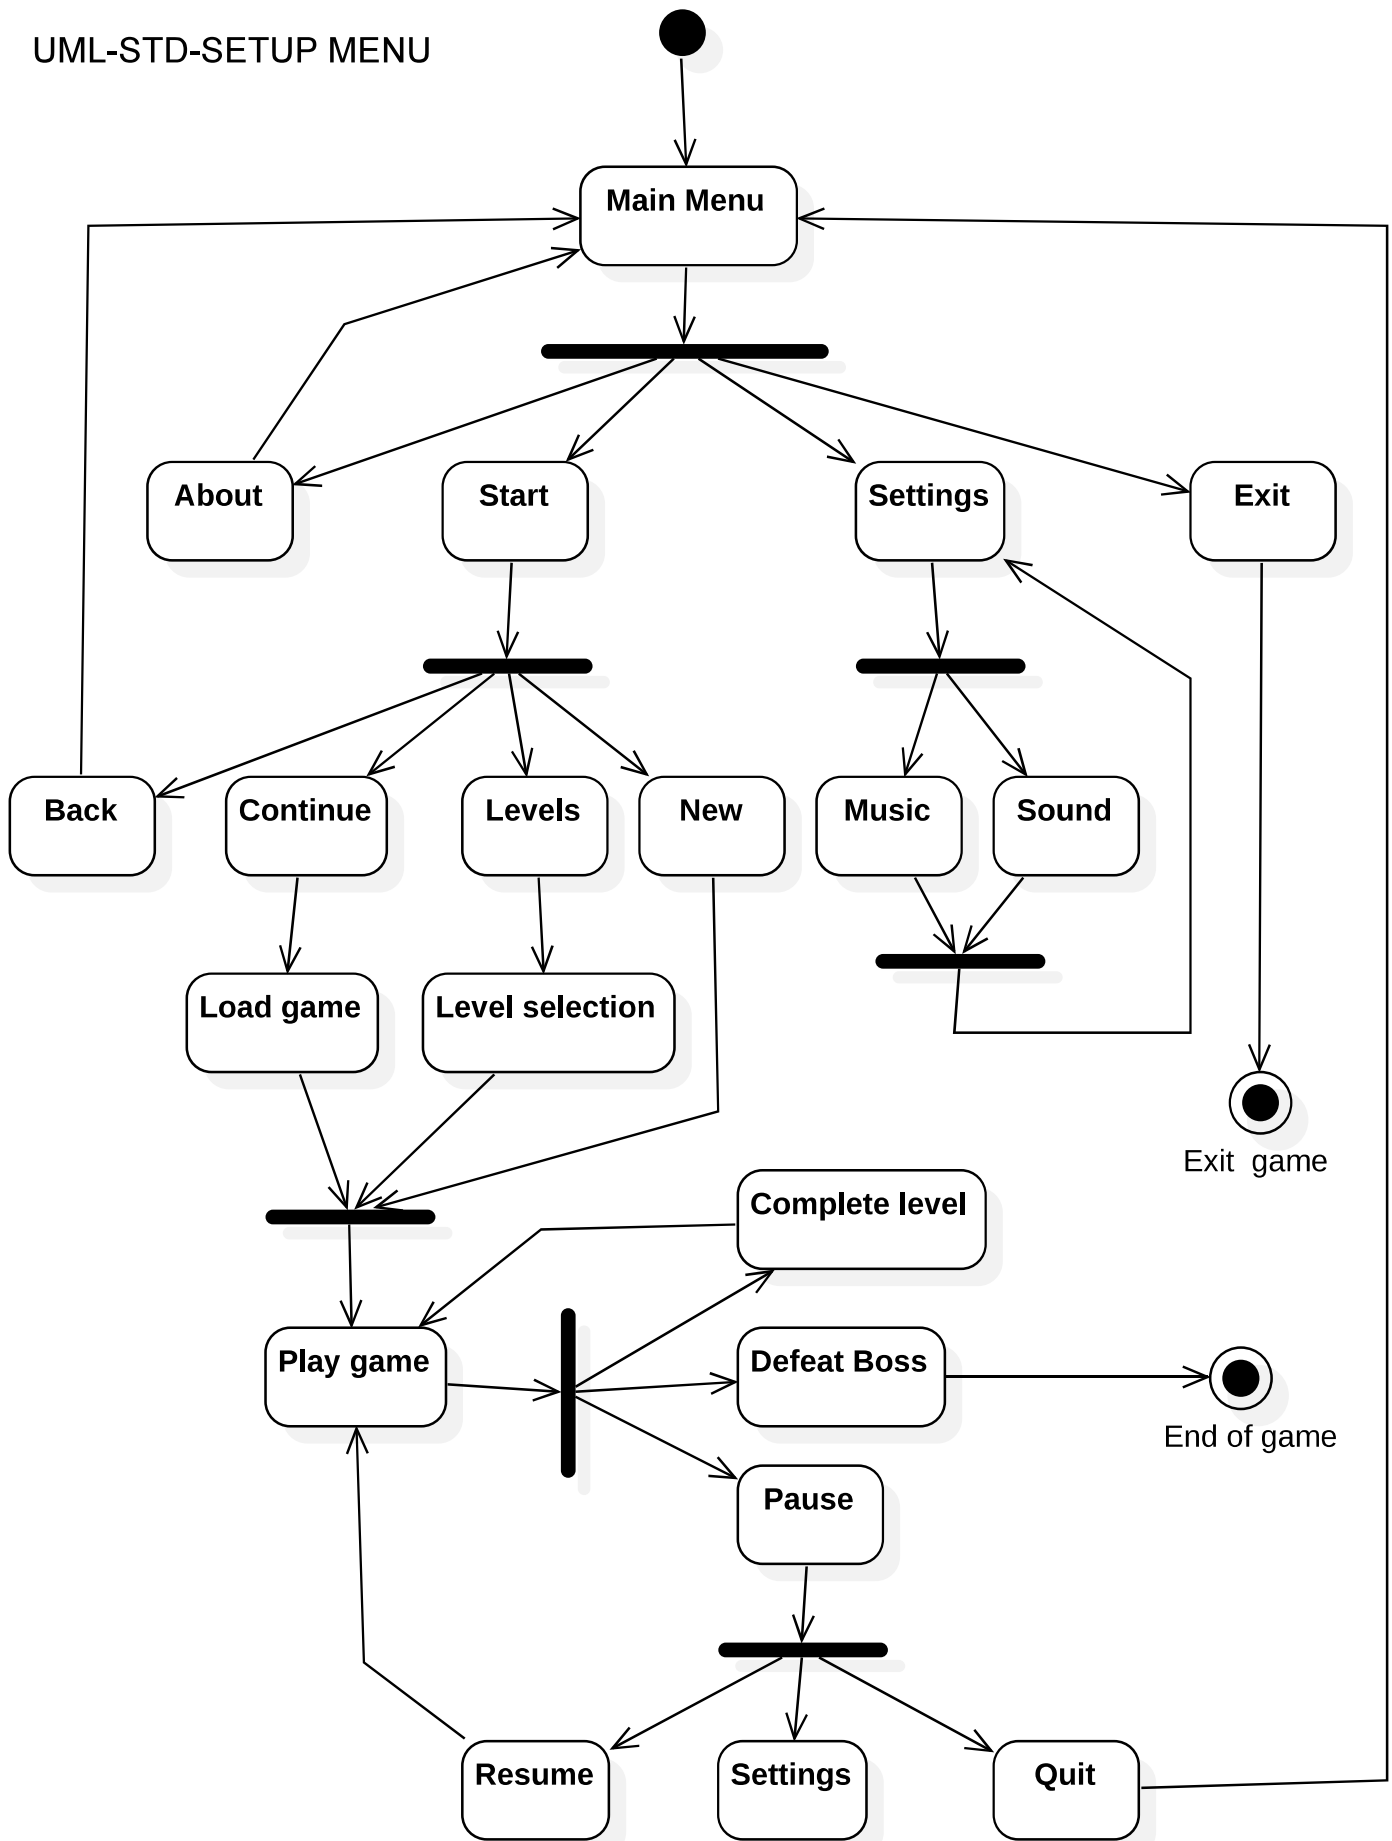 UML-STD-SETUP MENU
Main Menu
About
Start
Settings
Exit
Back
Continue
Levels
New
Music
Sound
Load game
Level selection
Exit  game
Complete level
Play game
Defeat Boss
End of game
Pause
Resume
Settings
Quit